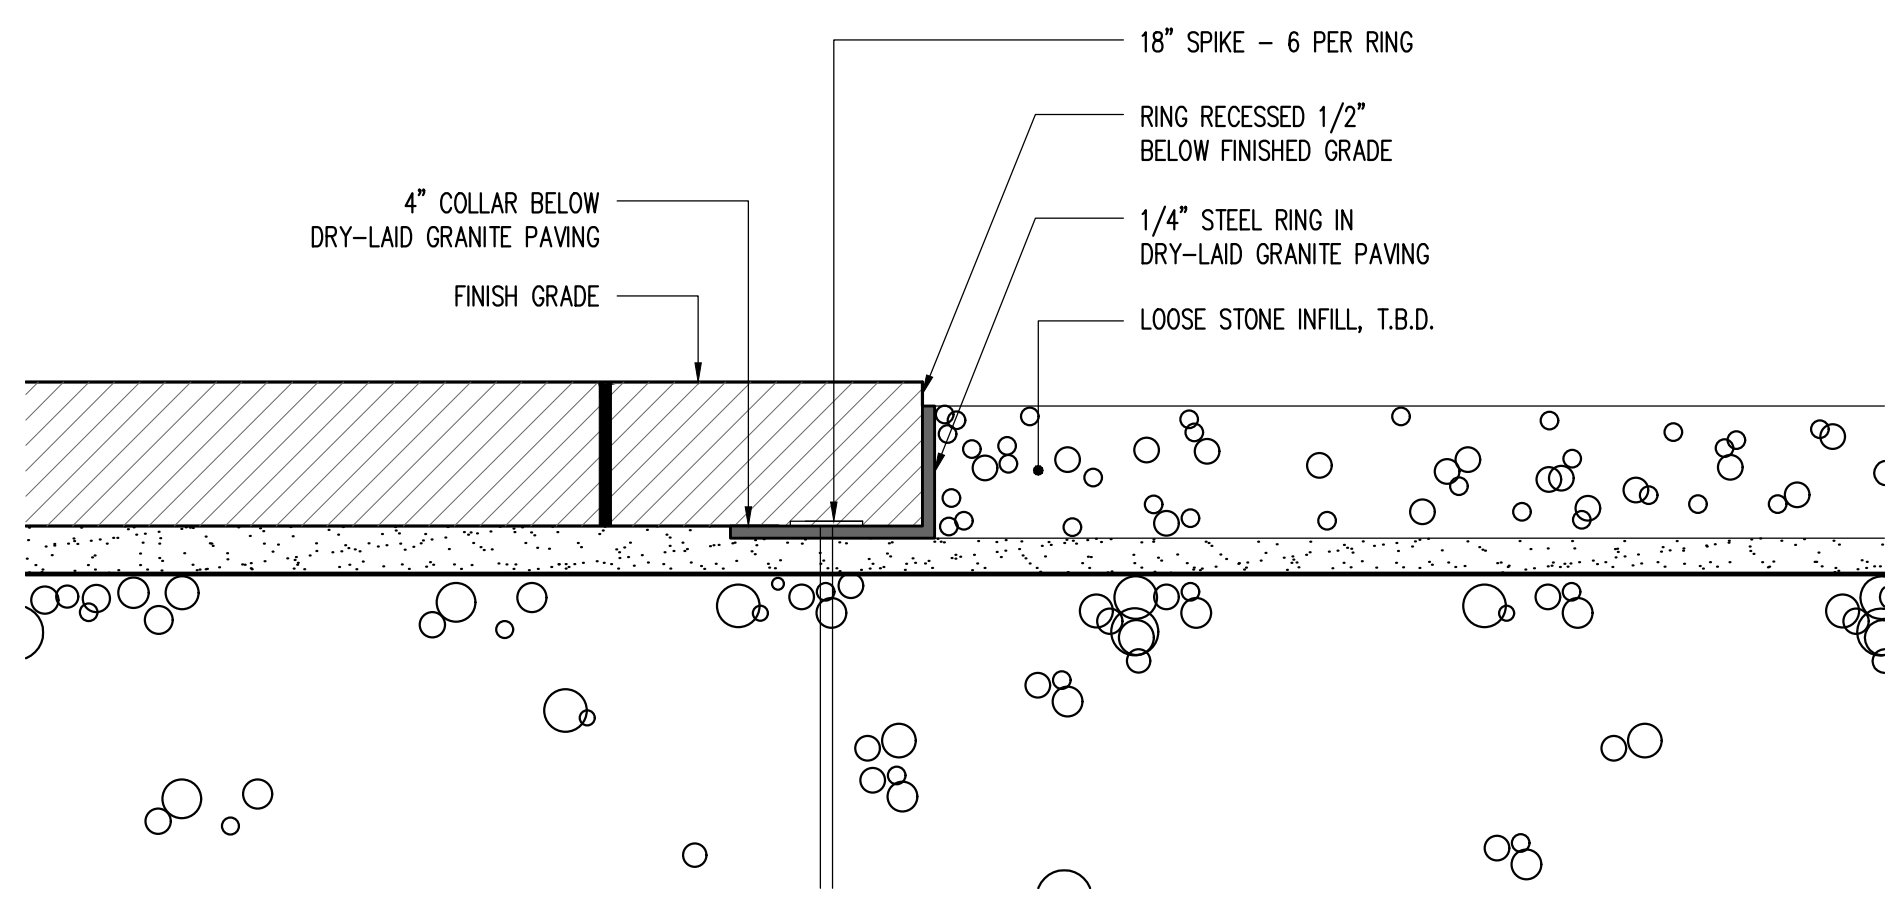 18” SPIKE – 6 PER RING
RING RECESSED 1/2”
BELOW FINISHED GRADE
4” COLLAR BELOW
DRY–LAID GRANITE PAVING
1/4” STEEL RING IN
DRY–LAID GRANITE PAVING
FINISH GRADE
LOOSE STONE INFILL, T.B.D.